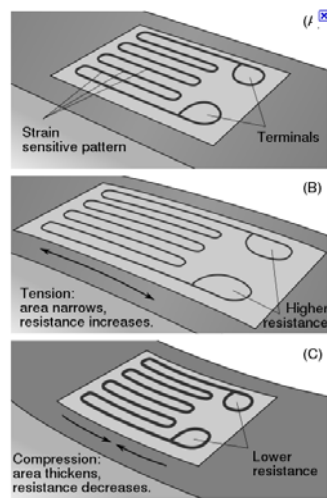 (A)
Strain
sensitive pattern
Terminals
(B)
Tension:
area narrows,
resistance increases.
Higher
resistance
(C)
Compression:
area thickens,
resistance decreases.
Lower
resistance